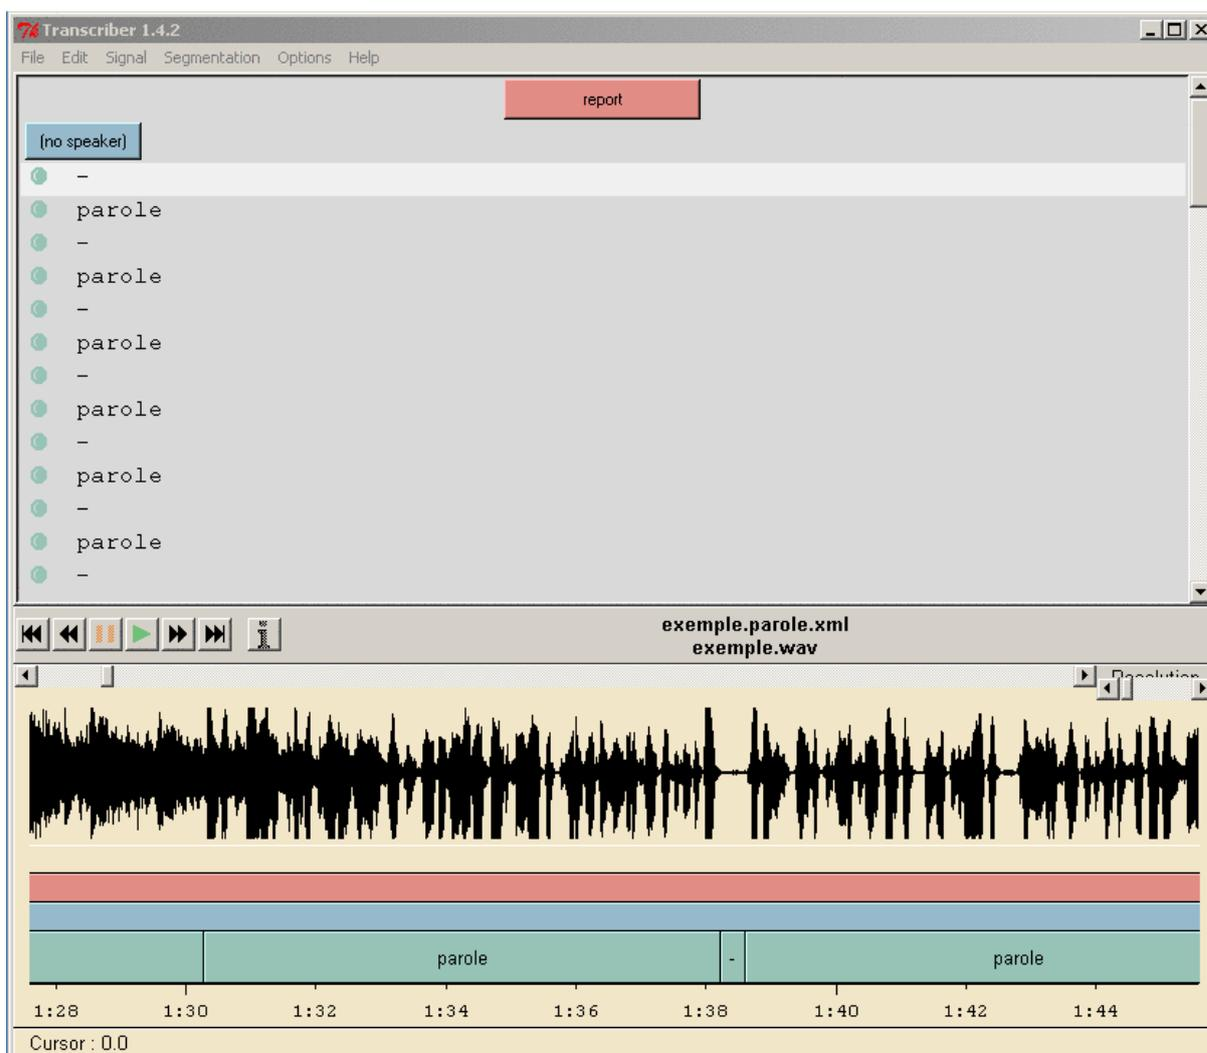 Transcriber 1.4.2
File Edit Signal Segmentation Options Help
report
(no speaker)
-
parole
-
parole
-
parole
-
parole
-
parole
-
parole
-
exemple.parole.xml
exemple.wav
Resolution
parole - parole
1:28 1:30 1:32 1:34 1:36 1:38 1:40 1:42 1:44
Cursor : 0.0